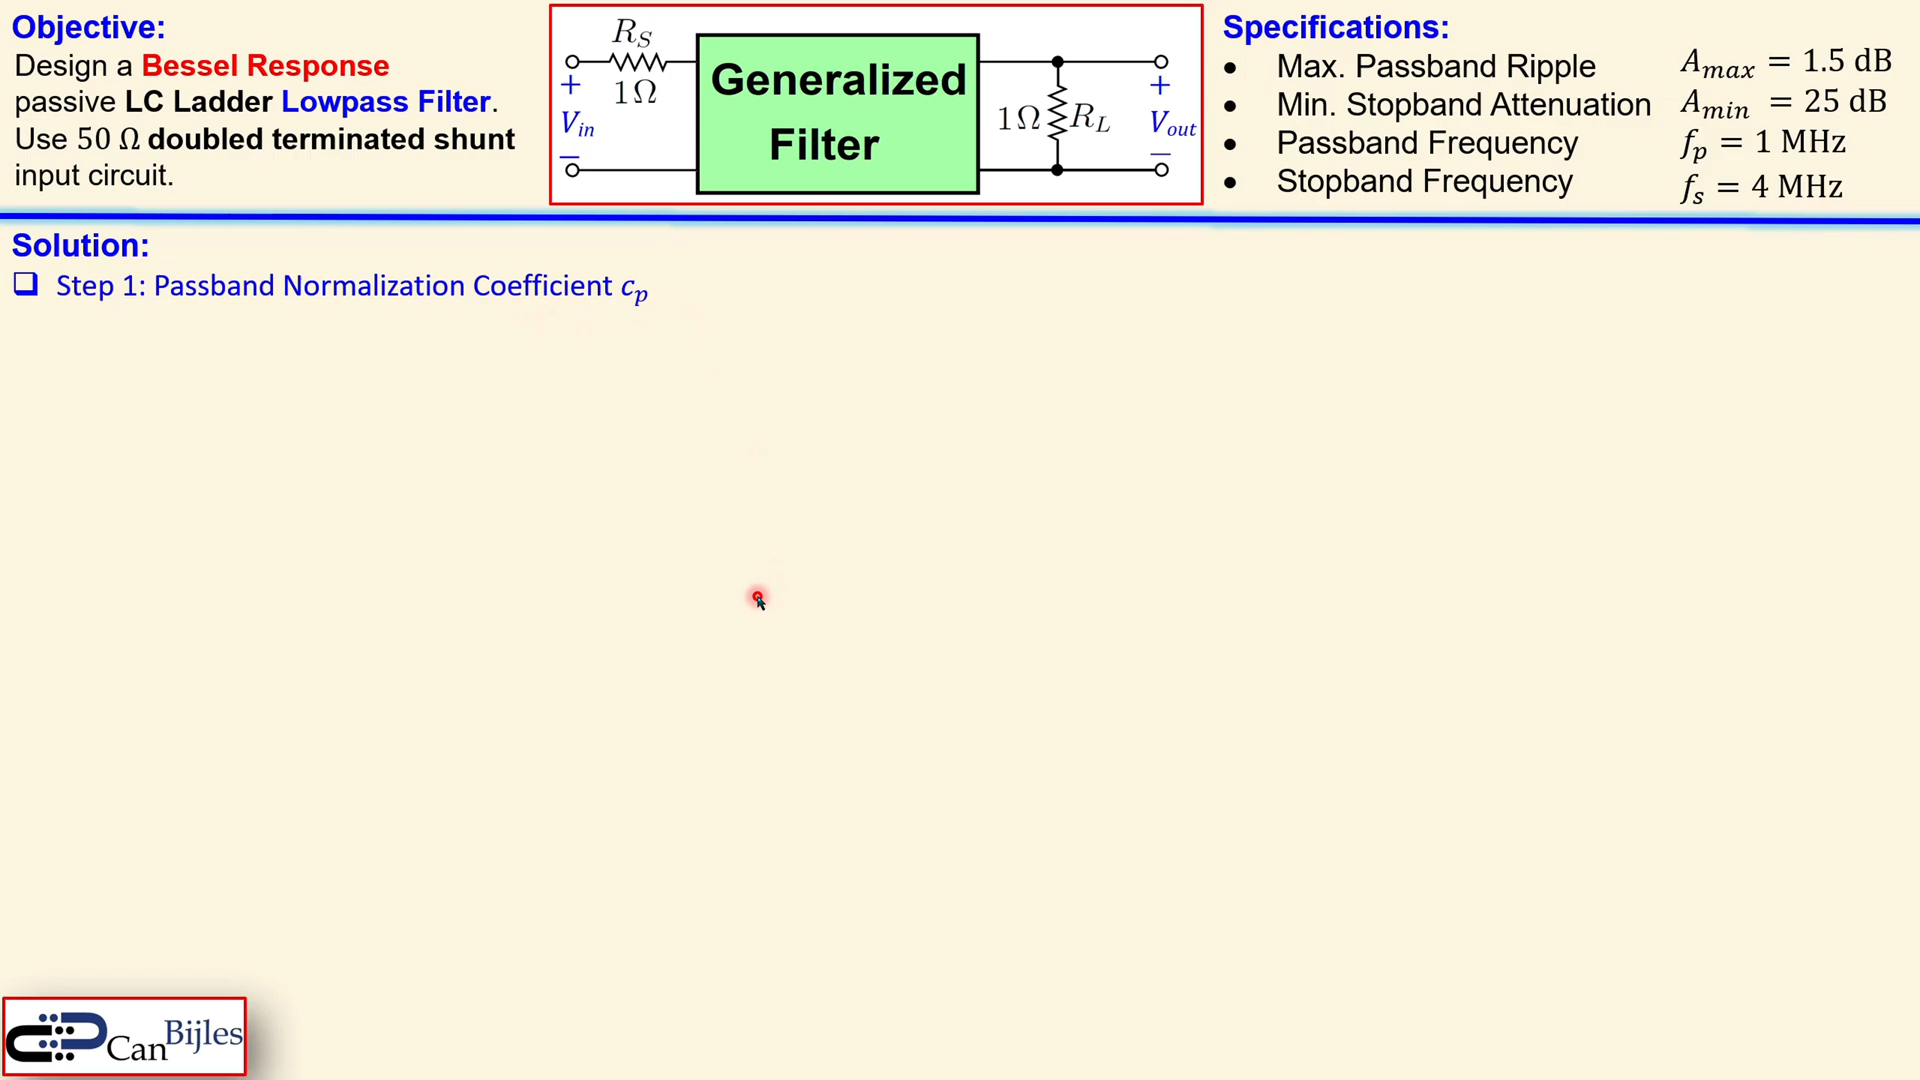 Objective:
Design a Bessel Response
passive LC Ladder Lowpass Filter.
Use 50 Ω doubled terminated shunt
input circuit.
R_S
1Ω
+
V_in
−
Generalized
Filter
1Ω
R_L
+
V_out
−
Specifications:
• Max. Passband Ripple A_max = 1.5 dB
• Min. Stopband Attenuation A_min = 25 dB
• Passband Frequency f_p = 1 MHz
• Stopband Frequency f_s = 4 MHz
Solution:
❑ Step 1: Passband Normalization Coefficient c_p
CanBijles